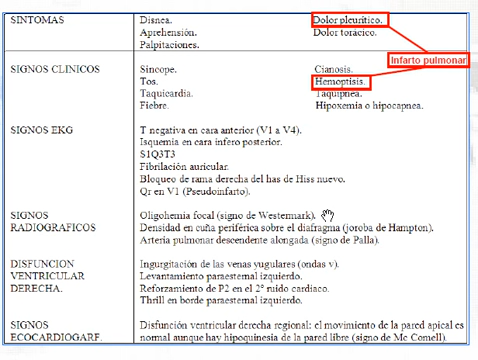 SINTOMAS Disnea. Dolor pleurítico.
Aprehensión. Dolor torácico.
Palpitaciones.
Infarto pulmonar
SIGNOS CLINICOS Síncope. Cianosis.
Tos. Hemoptisis.
Taquicardia. Taquipnea.
Fiebre. Hipoxemia o hipocapnea.
SIGNOS EKG T negativa en cara anterior (V1 a V4).
Isquemia en cara ínfero posterior.
S1Q3T3
Fibrilación auricular.
Bloqueo de rama derecha del has de Hiss nuevo.
Qr en V1 (Pseudoinfarto).
SIGNOS Oligohemia focal (signo de Westermark).
RADIOGRAFICOS Densidad en cuña periférica sobre el diafragma (joroba de Hampton).
Arteria pulmonar descendente alongada (signo de Palla).
DISFUNCION Ingurgitación de las venas yugulares (ondas v).
VENTRICULAR Levantamiento paraesternal izquierdo.
DERECHA. Reforzamiento de P2 en el 2º ruido cardiaco.
Thrill en borde paraesternal izquierdo.
SIGNOS Disfunción ventricular derecha regional: el movimiento de la pared apical es
ECOCARDIOGARF. normal aunque hay hipoquinesia de la pared libre (signo de Mc Comell).